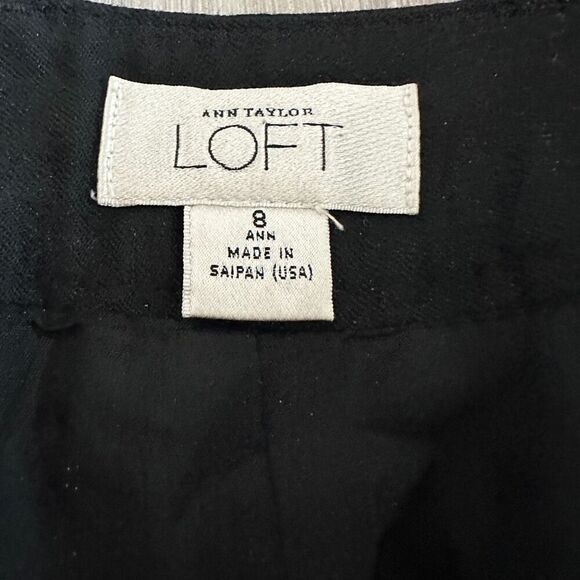 ANN TAYLOR
LOFT
8
ANN
MADE IN
SAIPAN (USA)